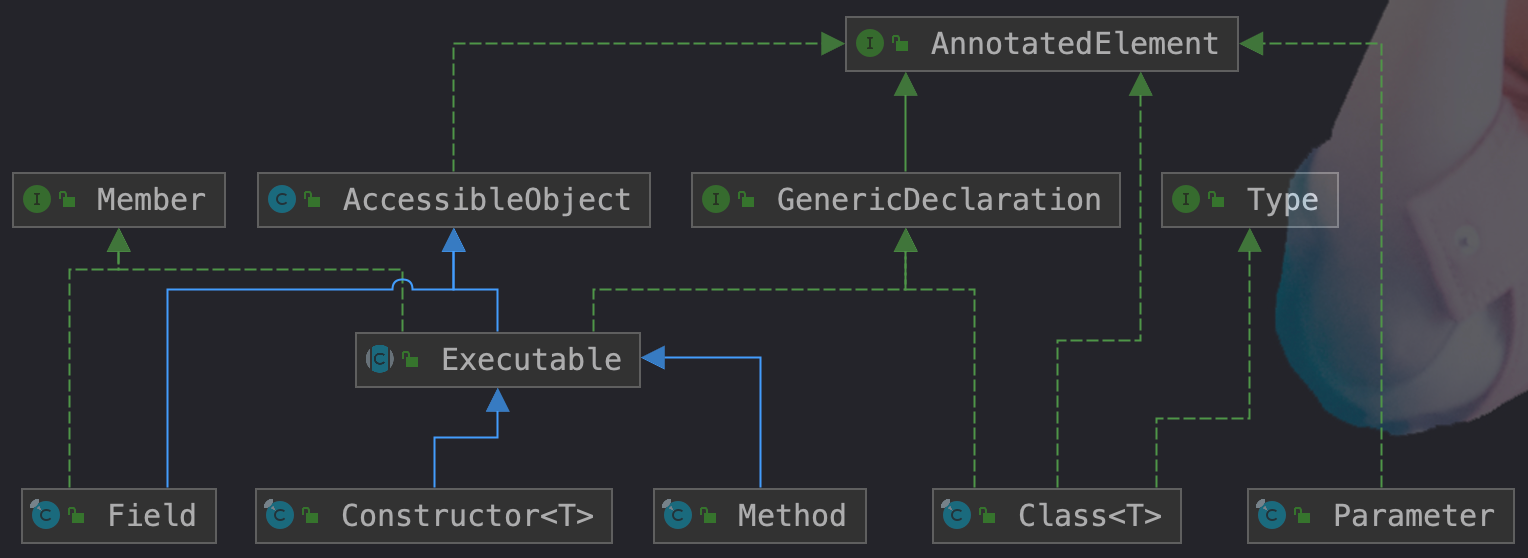 AnnotatedElement
Member
AccessibleObject
GenericDeclaration
Type
Executable
Field
Constructor<T>
Method
Class<T>
Parameter